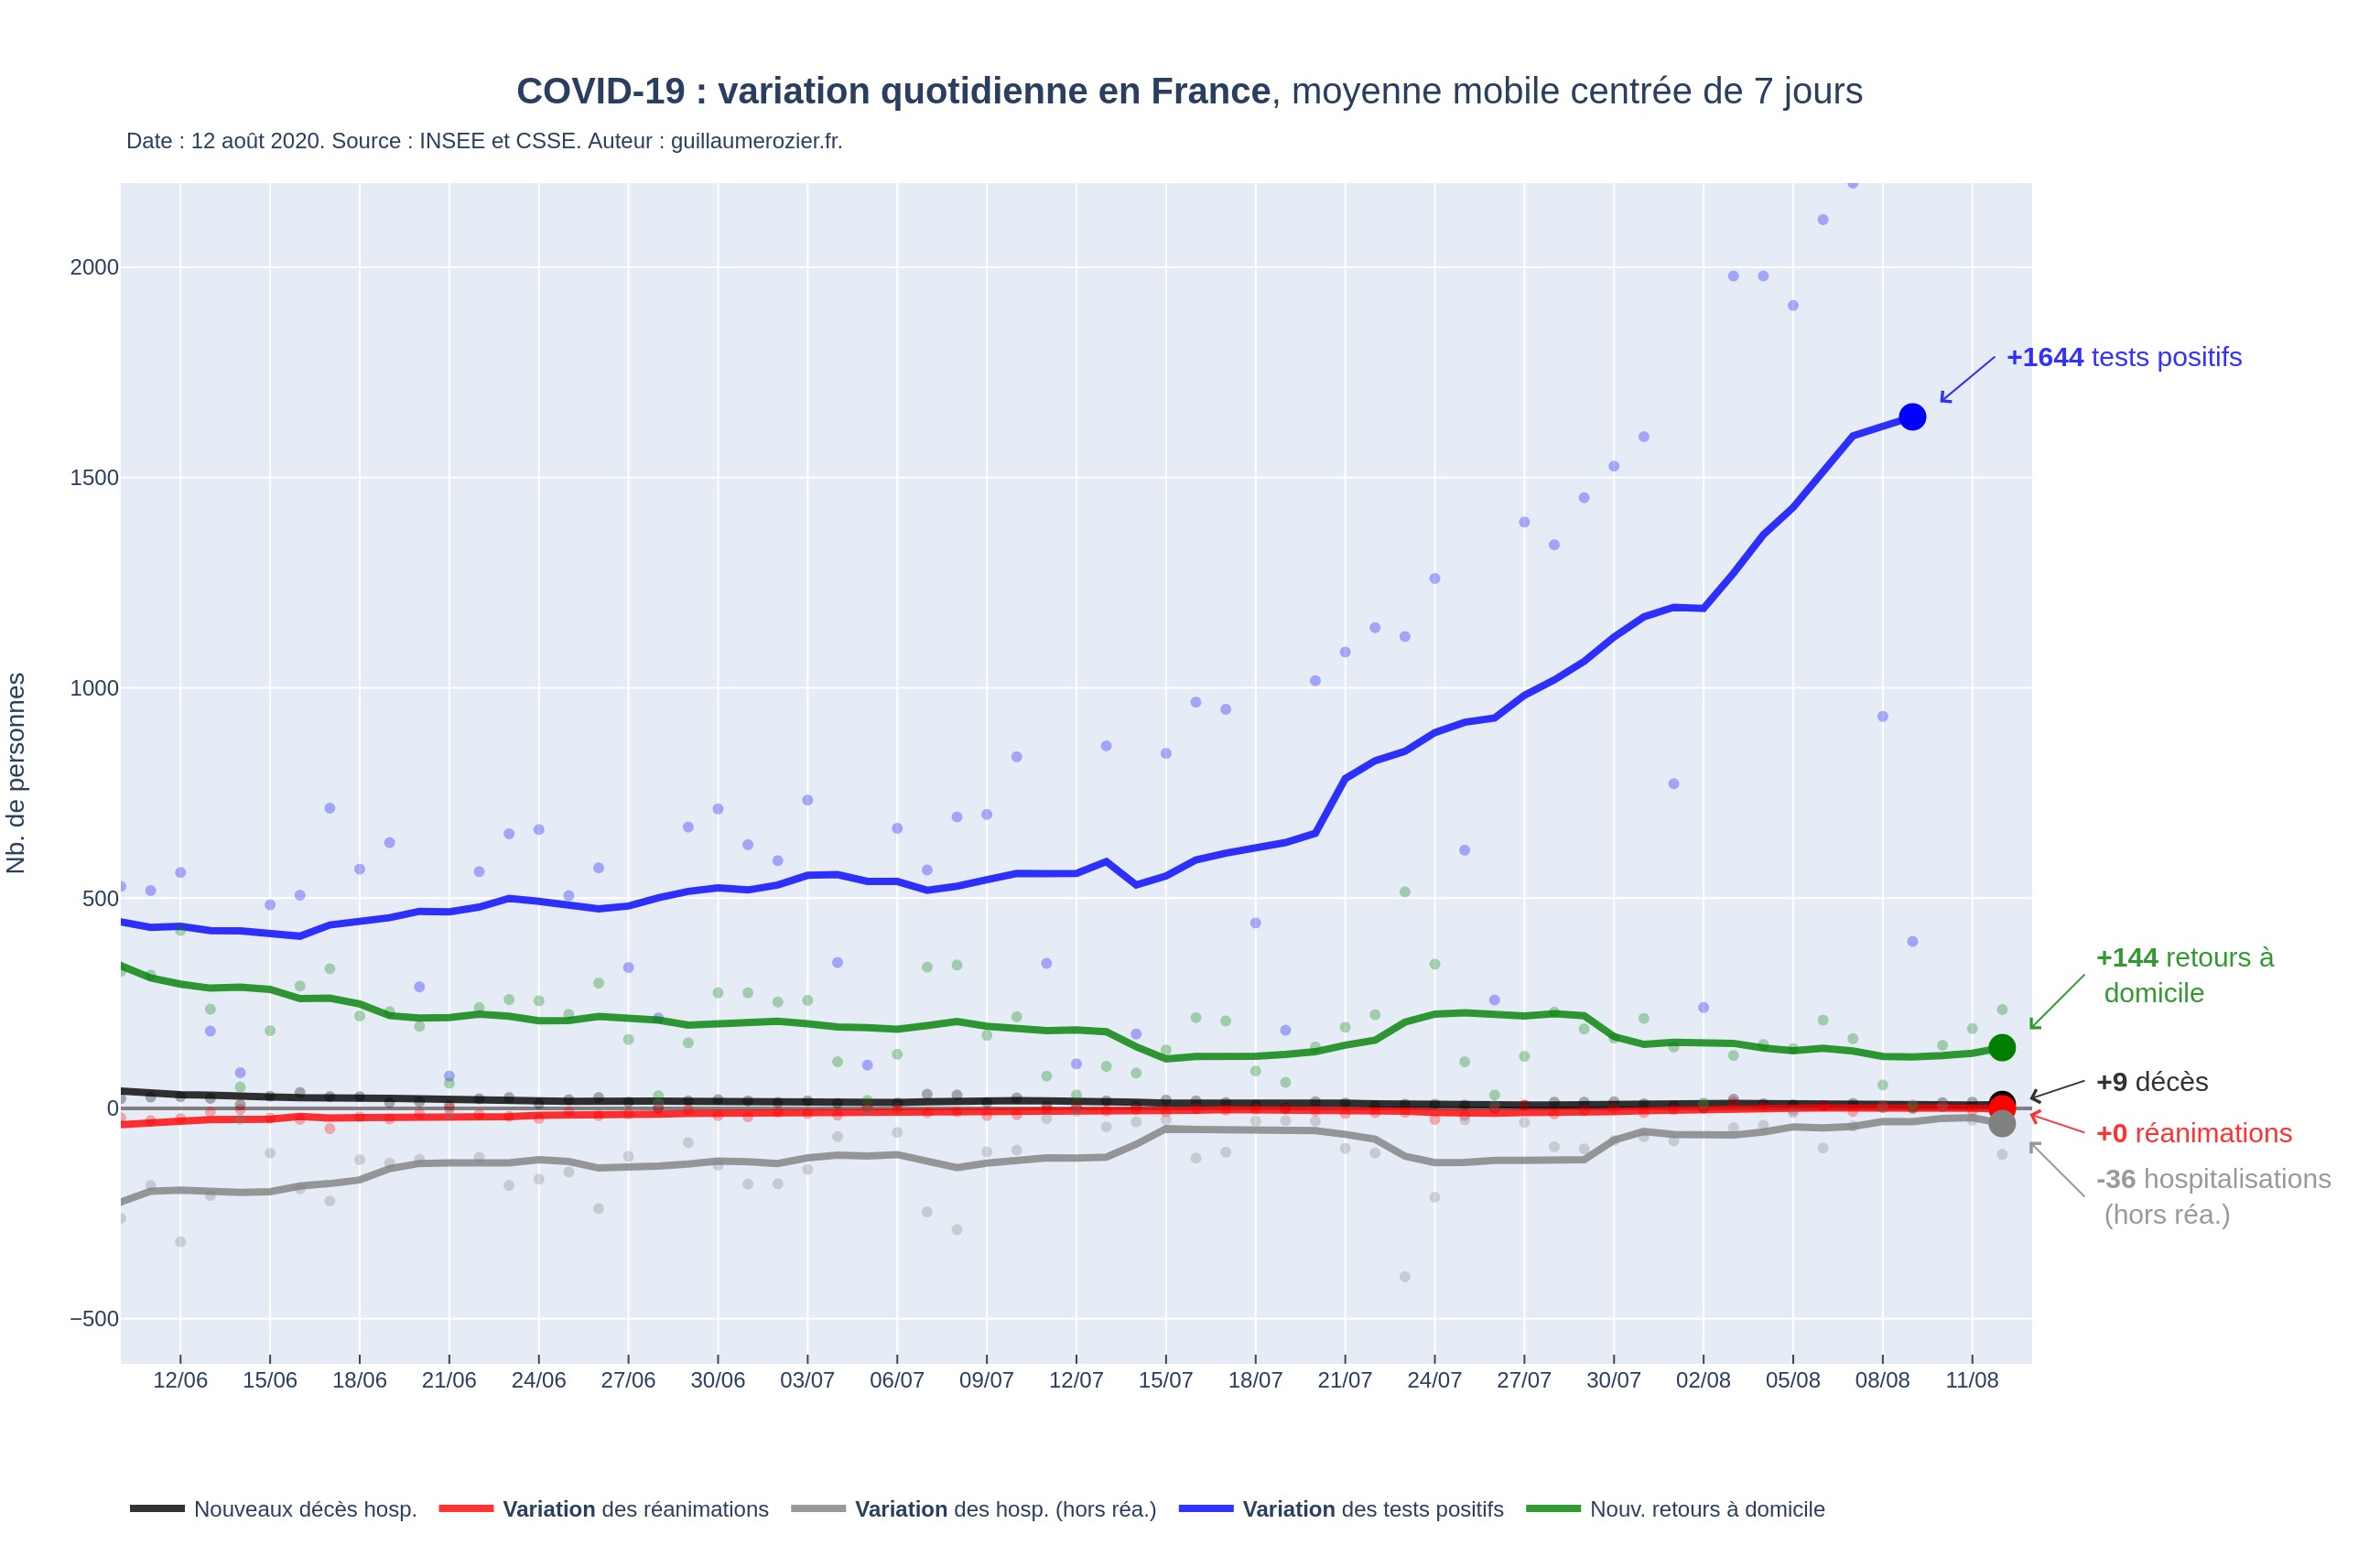 COVID-19 : variation quotidienne en France, moyenne mobile centrée de 7 jours
Date : 12 août 2020. Source : INSEE et CSSE. Auteur : guillaumerozier.fr.
Nb. de personnes
2000
1500
1000
500
0
−500
+1644 tests positifs
+144 retours à
domicile
+9 décès
+0 réanimations
-36 hospitalisations
(hors réa.)
12/06 15/06 18/06 21/06 24/06 27/06 30/06 03/07 06/07 09/07 12/07 15/07 18/07 21/07 24/07 27/07 30/07 02/08 05/08 08/08 11/08
Nouveaux décès hosp. Variation des réanimations Variation des hosp. (hors réa.) Variation des tests positifs Nouv. retours à domicile